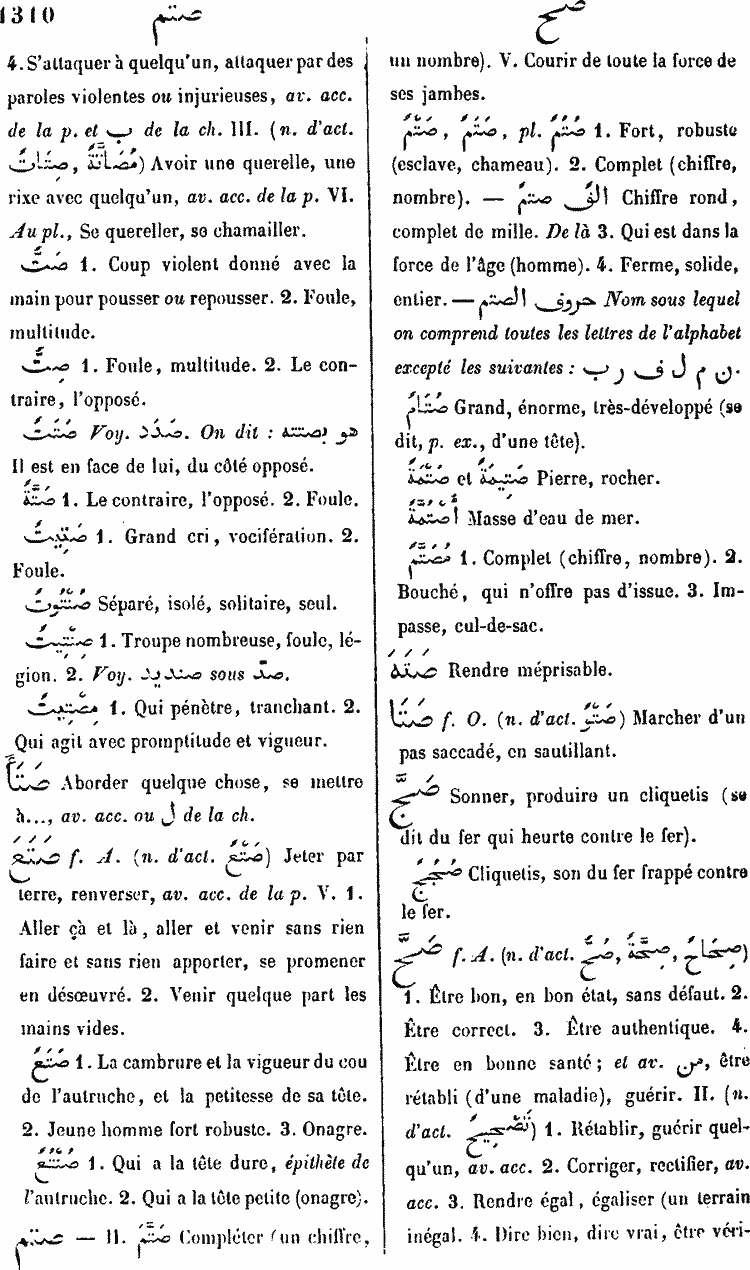 1310
صتم
صح
4. S'attaquer à quelqu'un, attaquer par des
paroles violentes ou injurieuses, av. acc.
de la p. et ب de la ch. III. (n. d'act.
صِتَاتٌ, مُصَاتَّةٌ) Avoir une querelle, une
rixe avec quelqu'un, av. acc. de la p. VI.
Au pl., Se quereller, se chamailler.
صَتٌّ 1. Coup violent donné avec la
main pour pousser ou repousser. 2. Foule,
multitude.
صِتٌّ 1. Foule, multitude. 2. Le con-
traire, l'opposé.
صَتَتٌ Voy. صَدَدٌ. On dit : هو بصتته
Il est en face de lui, du côté opposé.
صَتَّةٌ 1. Le contraire, l'opposé. 2. Foule.
صَتِيتٌ 1. Grand cri, vocifération. 2.
Foule.
صُنْتُوتٌ Séparé, isolé, solitaire, seul.
صِنْتِيتٌ 1. Troupe nombreuse, foule, lé-
gion. 2. Voy. صنديد sous صدّ.
مِصْتِيتٌ 1. Qui pénètre, tranchant. 2.
Qui agit avec promptitude et vigueur.
صَتَأَ Aborder quelque chose, se mettre
à..., av. acc. ou ل de la ch.
صَتَعَ f. A. (n. d'act. صَتْعٌ) Jeter par
terre, renverser, av. acc. de la p. V. 1.
Aller çà et là, aller et venir sans rien
faire et sans rien apporter, se promener
en désœuvré. 2. Venir quelque part les
mains vides.
صَتَعٌ 1. La cambrure et la vigueur du cou
de l'autruche, et la petitesse de sa tête.
2. Jeune homme fort robuste. 3. Onagre.
صُنْتُعٌ 1. Qui a la tête dure, épithète de
l'autruche. 2. Qui a la tête petite (onagre).
صتم — II. صَتَّمَ Compléter (un chiffre,
un nombre). V. Courir de toute la force de
ses jambes.
صَتْمٌ, صَتَمٌ, pl. صُتْمٌ 1. Fort, robuste
(esclave, chameau). 2. Complet (chiffre,
nombre). — الف صتم Chiffre rond,
complet de mille. De là 3. Qui est dans la
force de l'âge (homme). 4. Ferme, solide,
entier. — حروف الصتم Nom sous lequel
on comprend toutes les lettres de l'alphabet
excepté les suivantes : ن م ل ف ر ب.
صُتَامٌ Grand, énorme, très-développé (se
dit, p. ex., d'une tête).
صَتْمَةٌ et صَتِيمَةٌ Pierre, rocher.
أُصْتُمَّةٌ Masse d'eau de mer.
مُصَتَّمٌ 1. Complet (chiffre, nombre). 2.
Bouché, qui n'offre pas d'issue. 3. Im-
passe, cul-de-sac.
صَتَهَ Rendre méprisable.
صَتَا f. O. (n. d'act. صَتْوٌ) Marcher d'un
pas saccadé, en sautillant.
صَجَّ Sonner, produire un cliquetis (se
dit du fer qui heurte contre le fer).
صَجِيجٌ Cliquetis, son du fer frappé contre
le fer.
صَحَّ f. A. (n. d'act. صُحٌّ, صِحَّةٌ, صِحَاحٌ)
1. Être bon, en bon état, sans défaut. 2.
Être correct. 3. Être authentique. 4.
Être en bonne santé; et av. من, être
rétabli (d'une maladie), guérir. II. (n.
d'act. تَصْحِيحٌ) 1. Rétablir, guérir quel-
qu'un, av. acc. 2. Corriger, rectifier, av.
acc. 3. Rendre égal, égaliser (un terrain
inégal. 4. Dire bien, dire vrai, être véri-